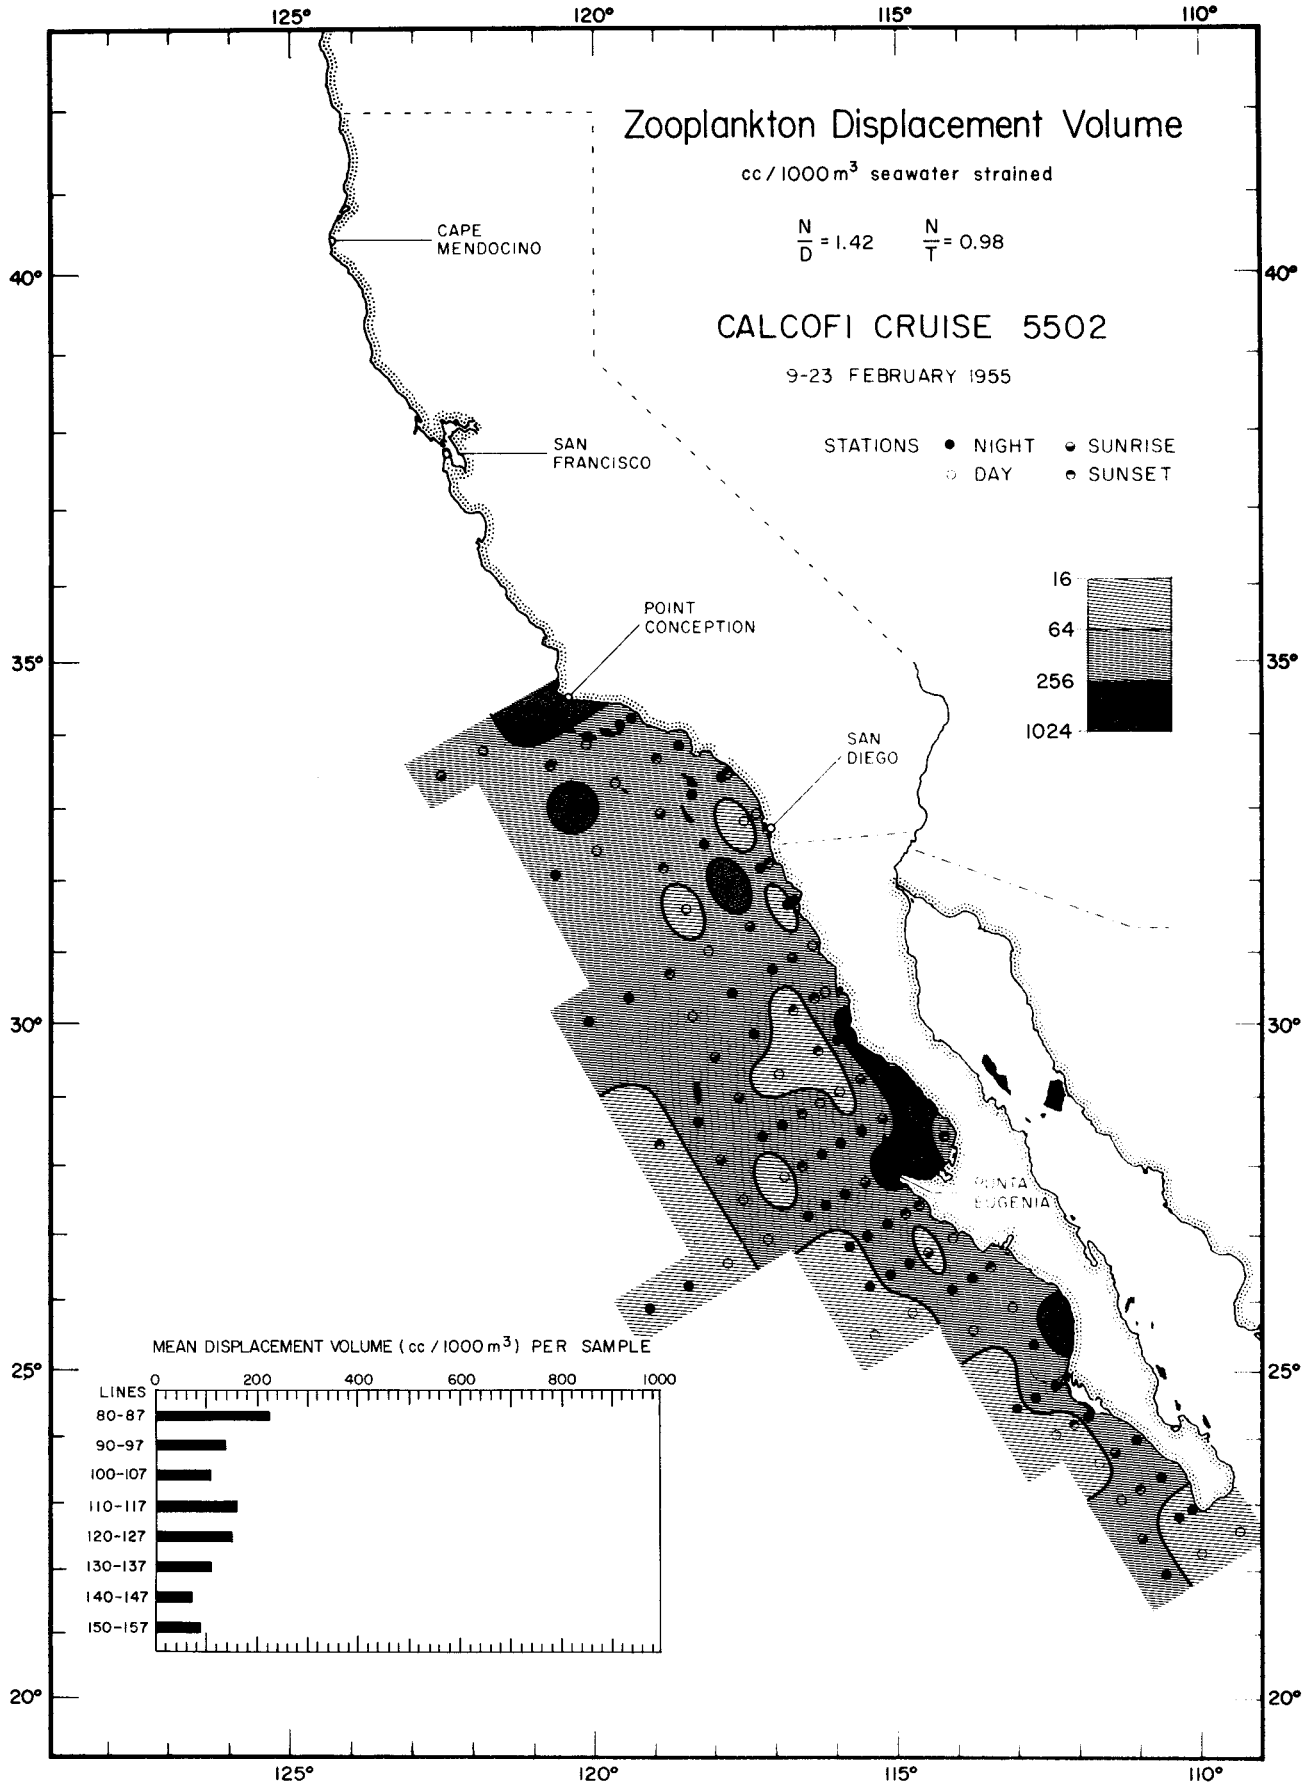 125°
120°
115°
110°
Zooplankton Displacement Volume
cc/1000m³ seawater strained
N/D = 1.42 N/T = 0.98
CAPE
MENDOCINO
40°
40°
CALCOFI CRUISE 5502
9-23 FEBRUARY 1955
STATIONS NIGHT SUNRISE
DAY SUNSET
SAN
FRANCISCO
16
64
256
1024
POINT
CONCEPTION
35°
35°
SAN
DIEGO
30°
30°
PUNTA
EUGENIA
MEAN DISPLACEMENT VOLUME (cc/1000m³) PER SAMPLE
25°
25°
LINES
0 200 400 600 800 1000
80-87
90-97
100-107
110-117
120-127
130-137
140-147
150-157
20°
20°
125°
120°
115°
110°